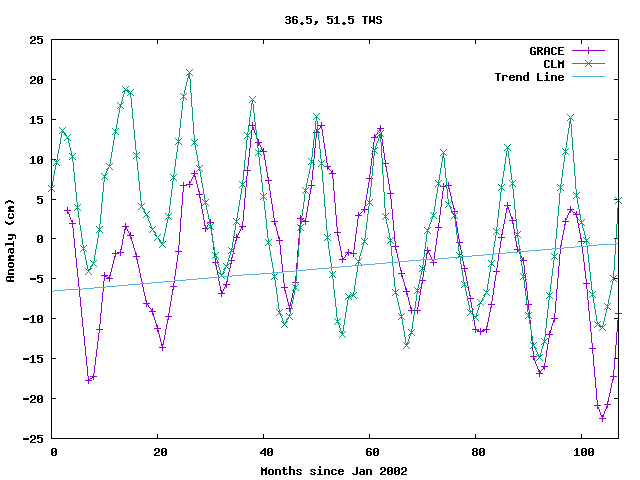 36.5, 51.5 TWS
GRACE
CLM
Trend Line
25
20
15
10
5
0
-5
-10
-15
-20
-25
Anomaly (cm)
0 20 40 60 80 100
Months since Jan 2002